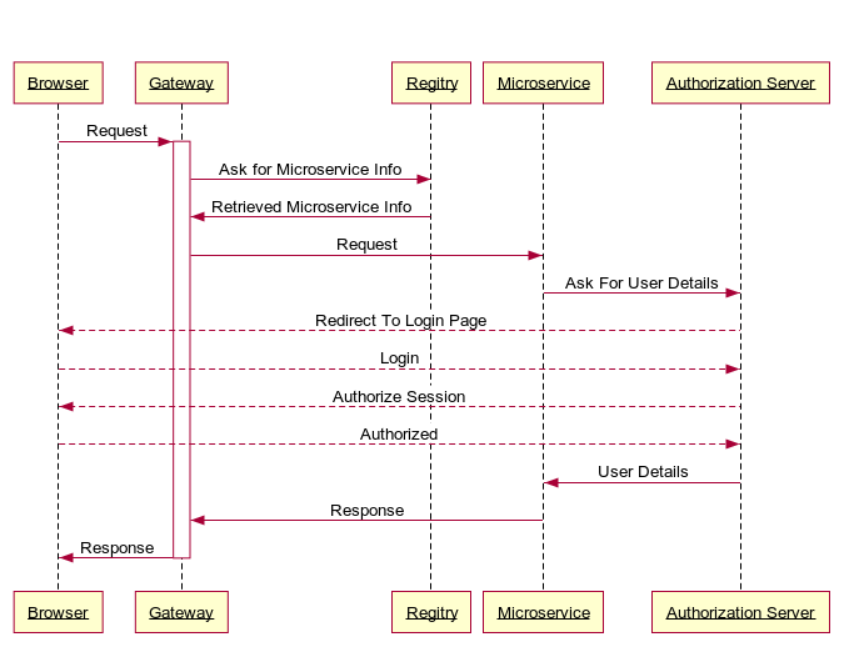 Browser Gateway Regitry Microservice Authorization Server
Request
Ask for Microservice Info
Retrieved Microservice Info
Request
Ask For User Details
Redirect To Login Page
Login
Authorize Session
Authorized
User Details
Response
Response
Browser Gateway Regitry Microservice Authorization Server